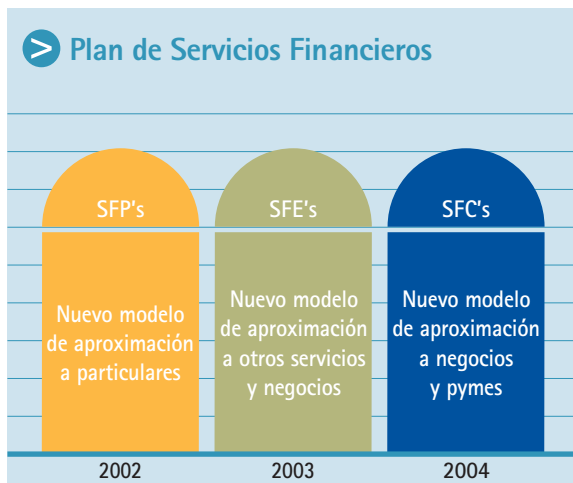 > Plan de Servicios Financieros
SFP's
SFE's
SFC's
Nuevo modelo
de aproximación
a particulares
Nuevo modelo
de aproximación
a otros servicios
y negocios
Nuevo modelo
de aproximación
a negocios
y pymes
2002
2003
2004